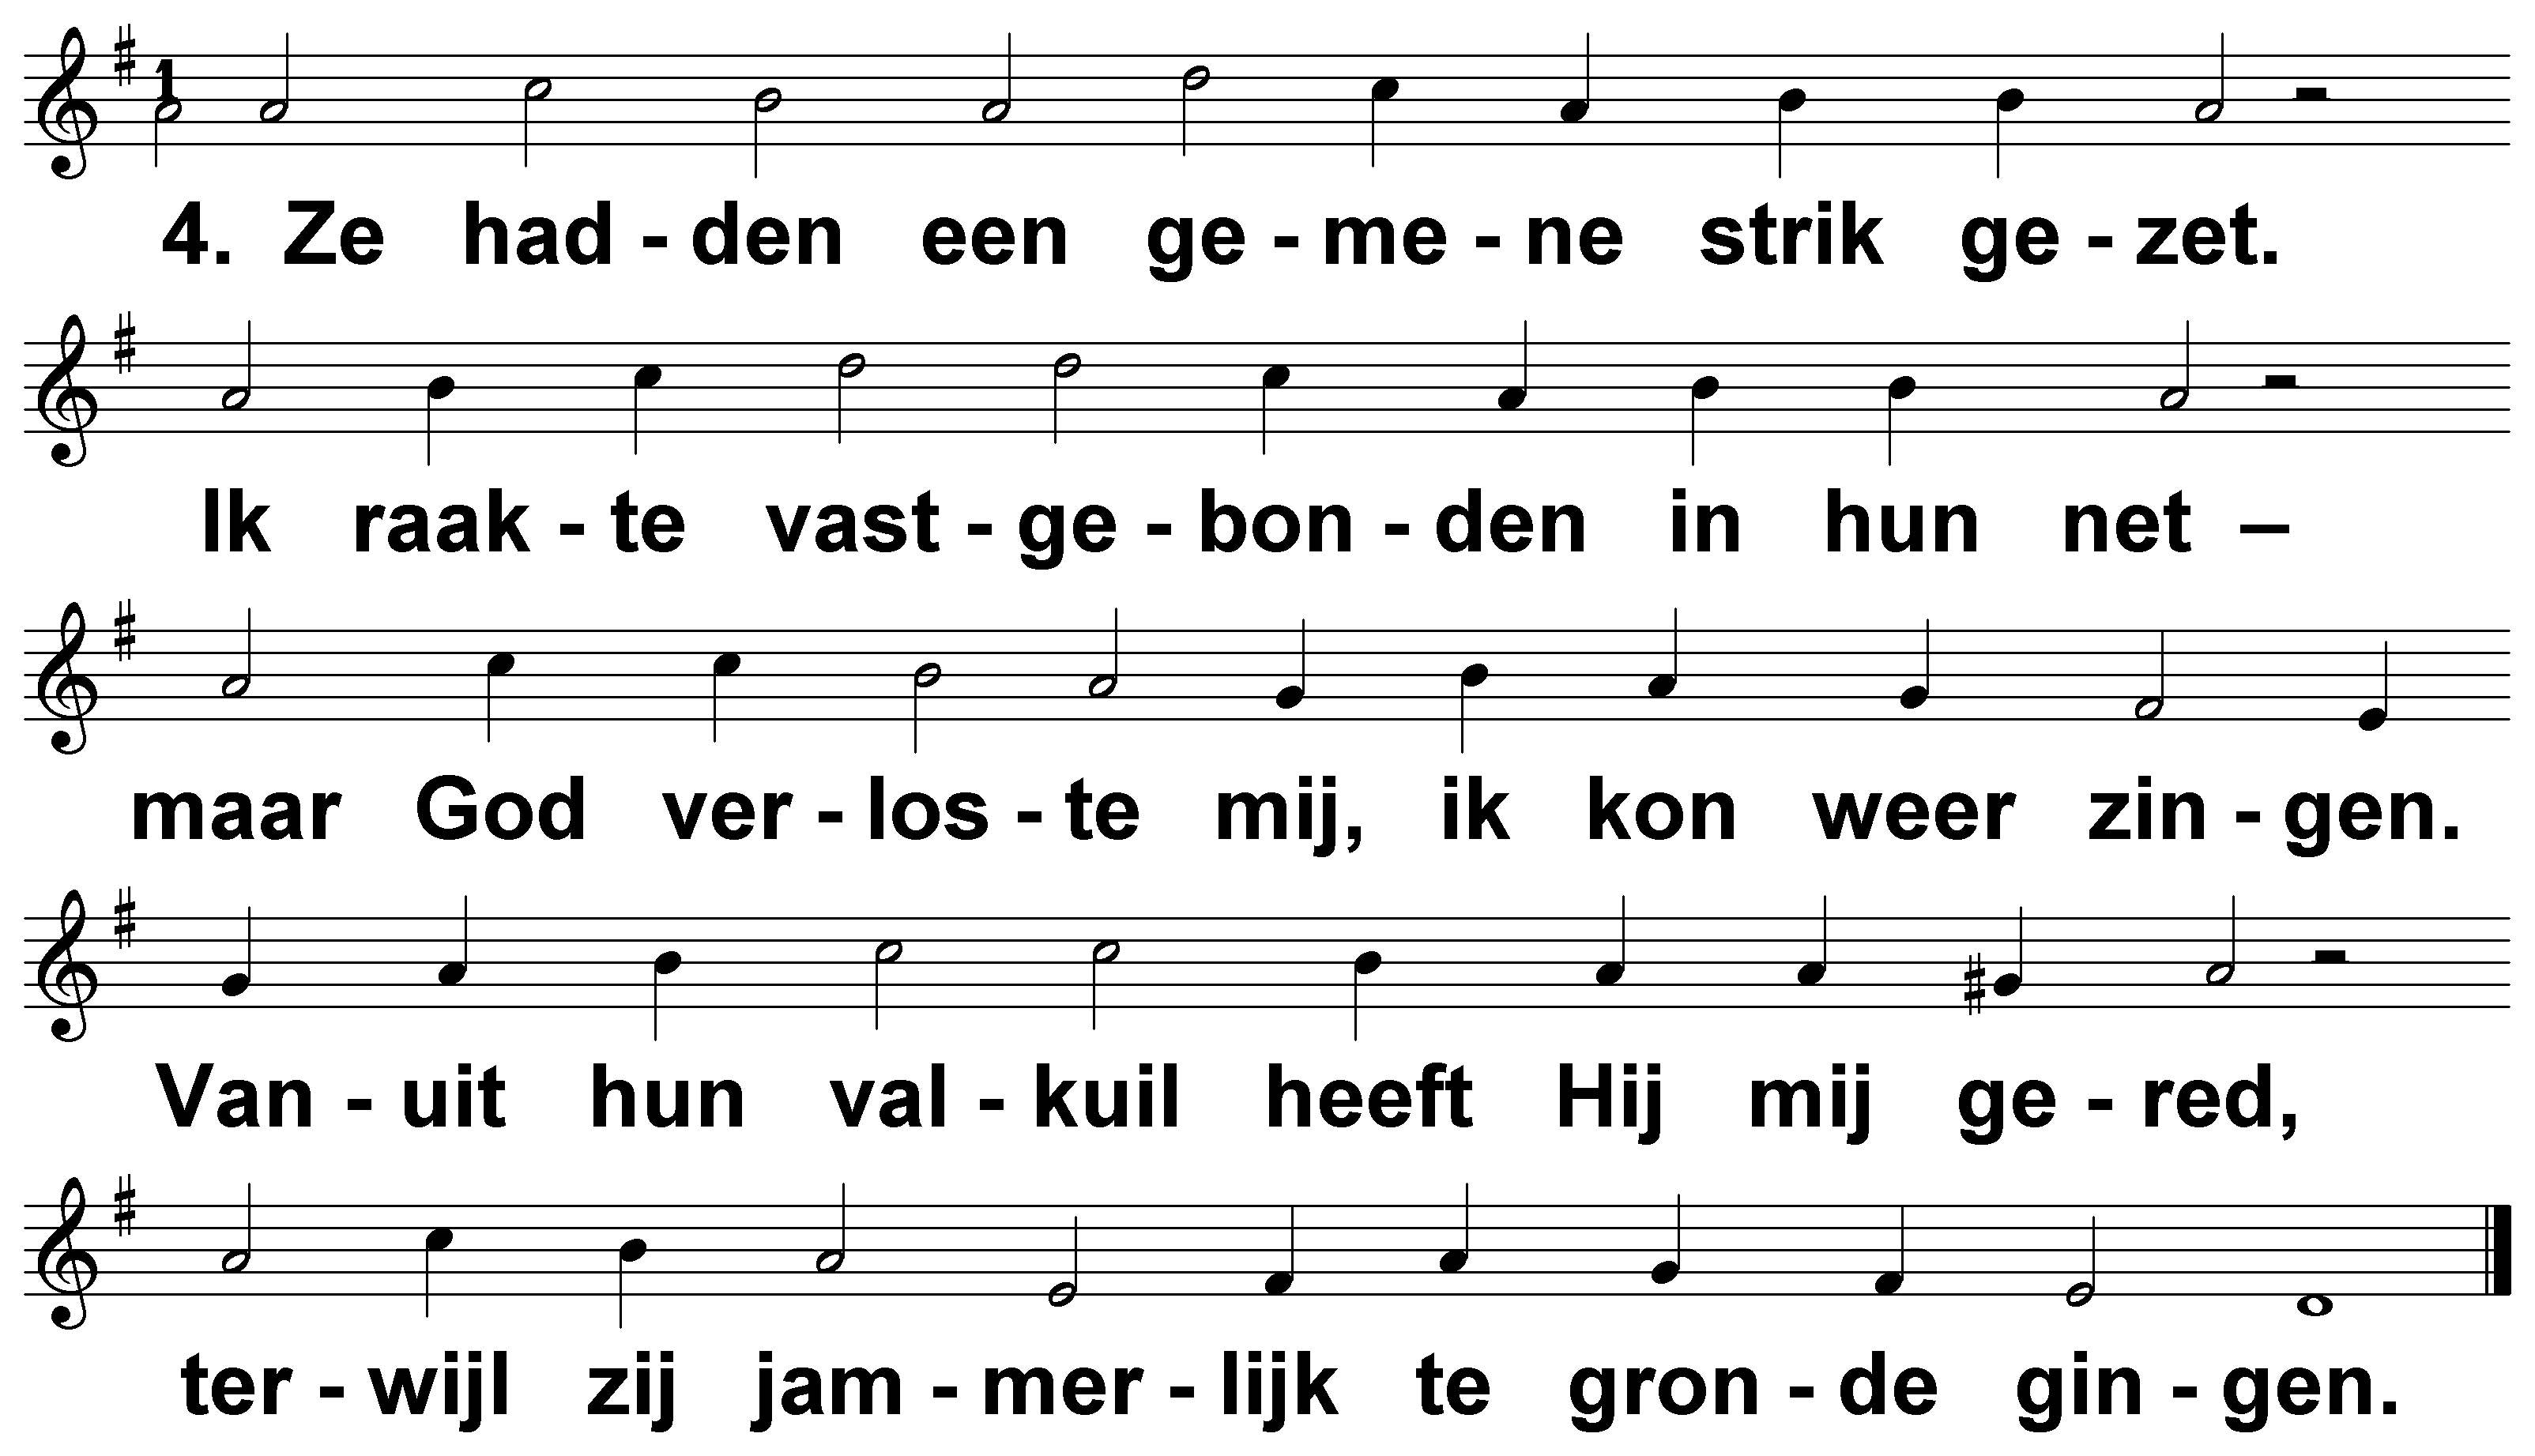 1
4. Ze had - den een ge - me - ne strik ge - zet.
Ik raak - te vast - ge - bon - den in hun net –
maar God ver - los - te mij, ik kon weer zin - gen.
Van - uit hun val - kuil heeft Hij mij ge - red,
ter - wijl zij jam - mer - lijk te gron - de gin - gen.